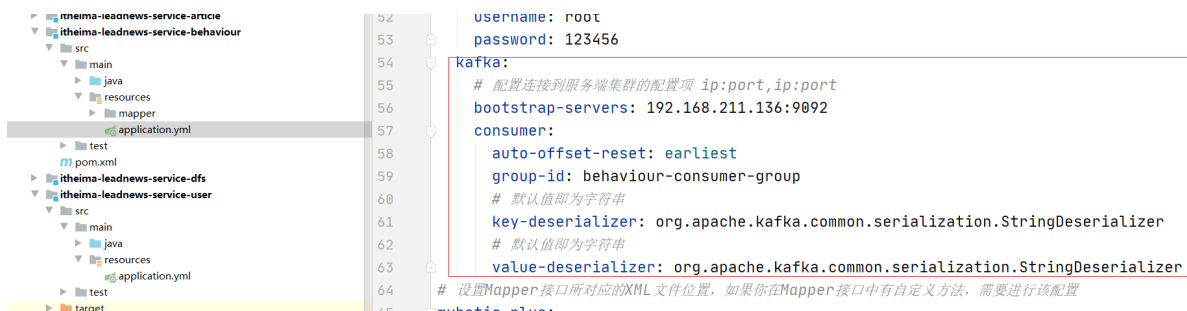 itheima-leadnews-service-article
itheima-leadnews-service-behaviour
src
main
java
resources
mapper
application.yml
test
pom.xml
itheima-leadnews-service-dfs
itheima-leadnews-service-user
src
main
java
resources
application.yml
test
target
52 username: root
53 password: 123456
54 kafka:
55 # 配置连接到服务端集群的配置项 ip:port,ip:port
56 bootstrap-servers: 192.168.211.136:9092
57 consumer:
58 auto-offset-reset: earliest
59 group-id: behaviour-consumer-group
60 # 默认值即为字符串
61 key-deserializer: org.apache.kafka.common.serialization.StringDeserializer
62 # 默认值即为字符串
63 value-deserializer: org.apache.kafka.common.serialization.StringDeserializer
64 # 设置Mapper接口所对应的XML文件位置，如果你在Mapper接口中有自定义方法，需要进行该配置
65 mybatis-plus: